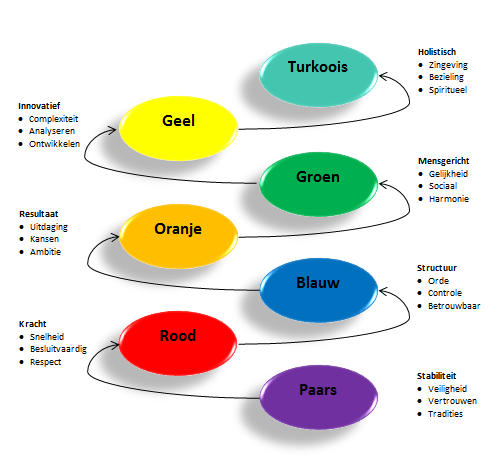 Turkoois
Holistisch
● Zingeving
● Bezieling
● Spiritueel
Innovatief
● Complexiteit
● Analyseren
● Ontwikkelen
Geel
Groen
Mensgericht
● Gelijkheid
● Sociaal
● Harmonie
Resultaat
● Uitdaging
● Kansen
● Ambitie
Oranje
Blauw
Structuur
● Orde
● Controle
● Betrouwbaar
Kracht
● Snelheid
● Besluitvaardig
● Respect
Rood
Paars
Stabiliteit
● Veiligheid
● Vertrouwen
● Tradities